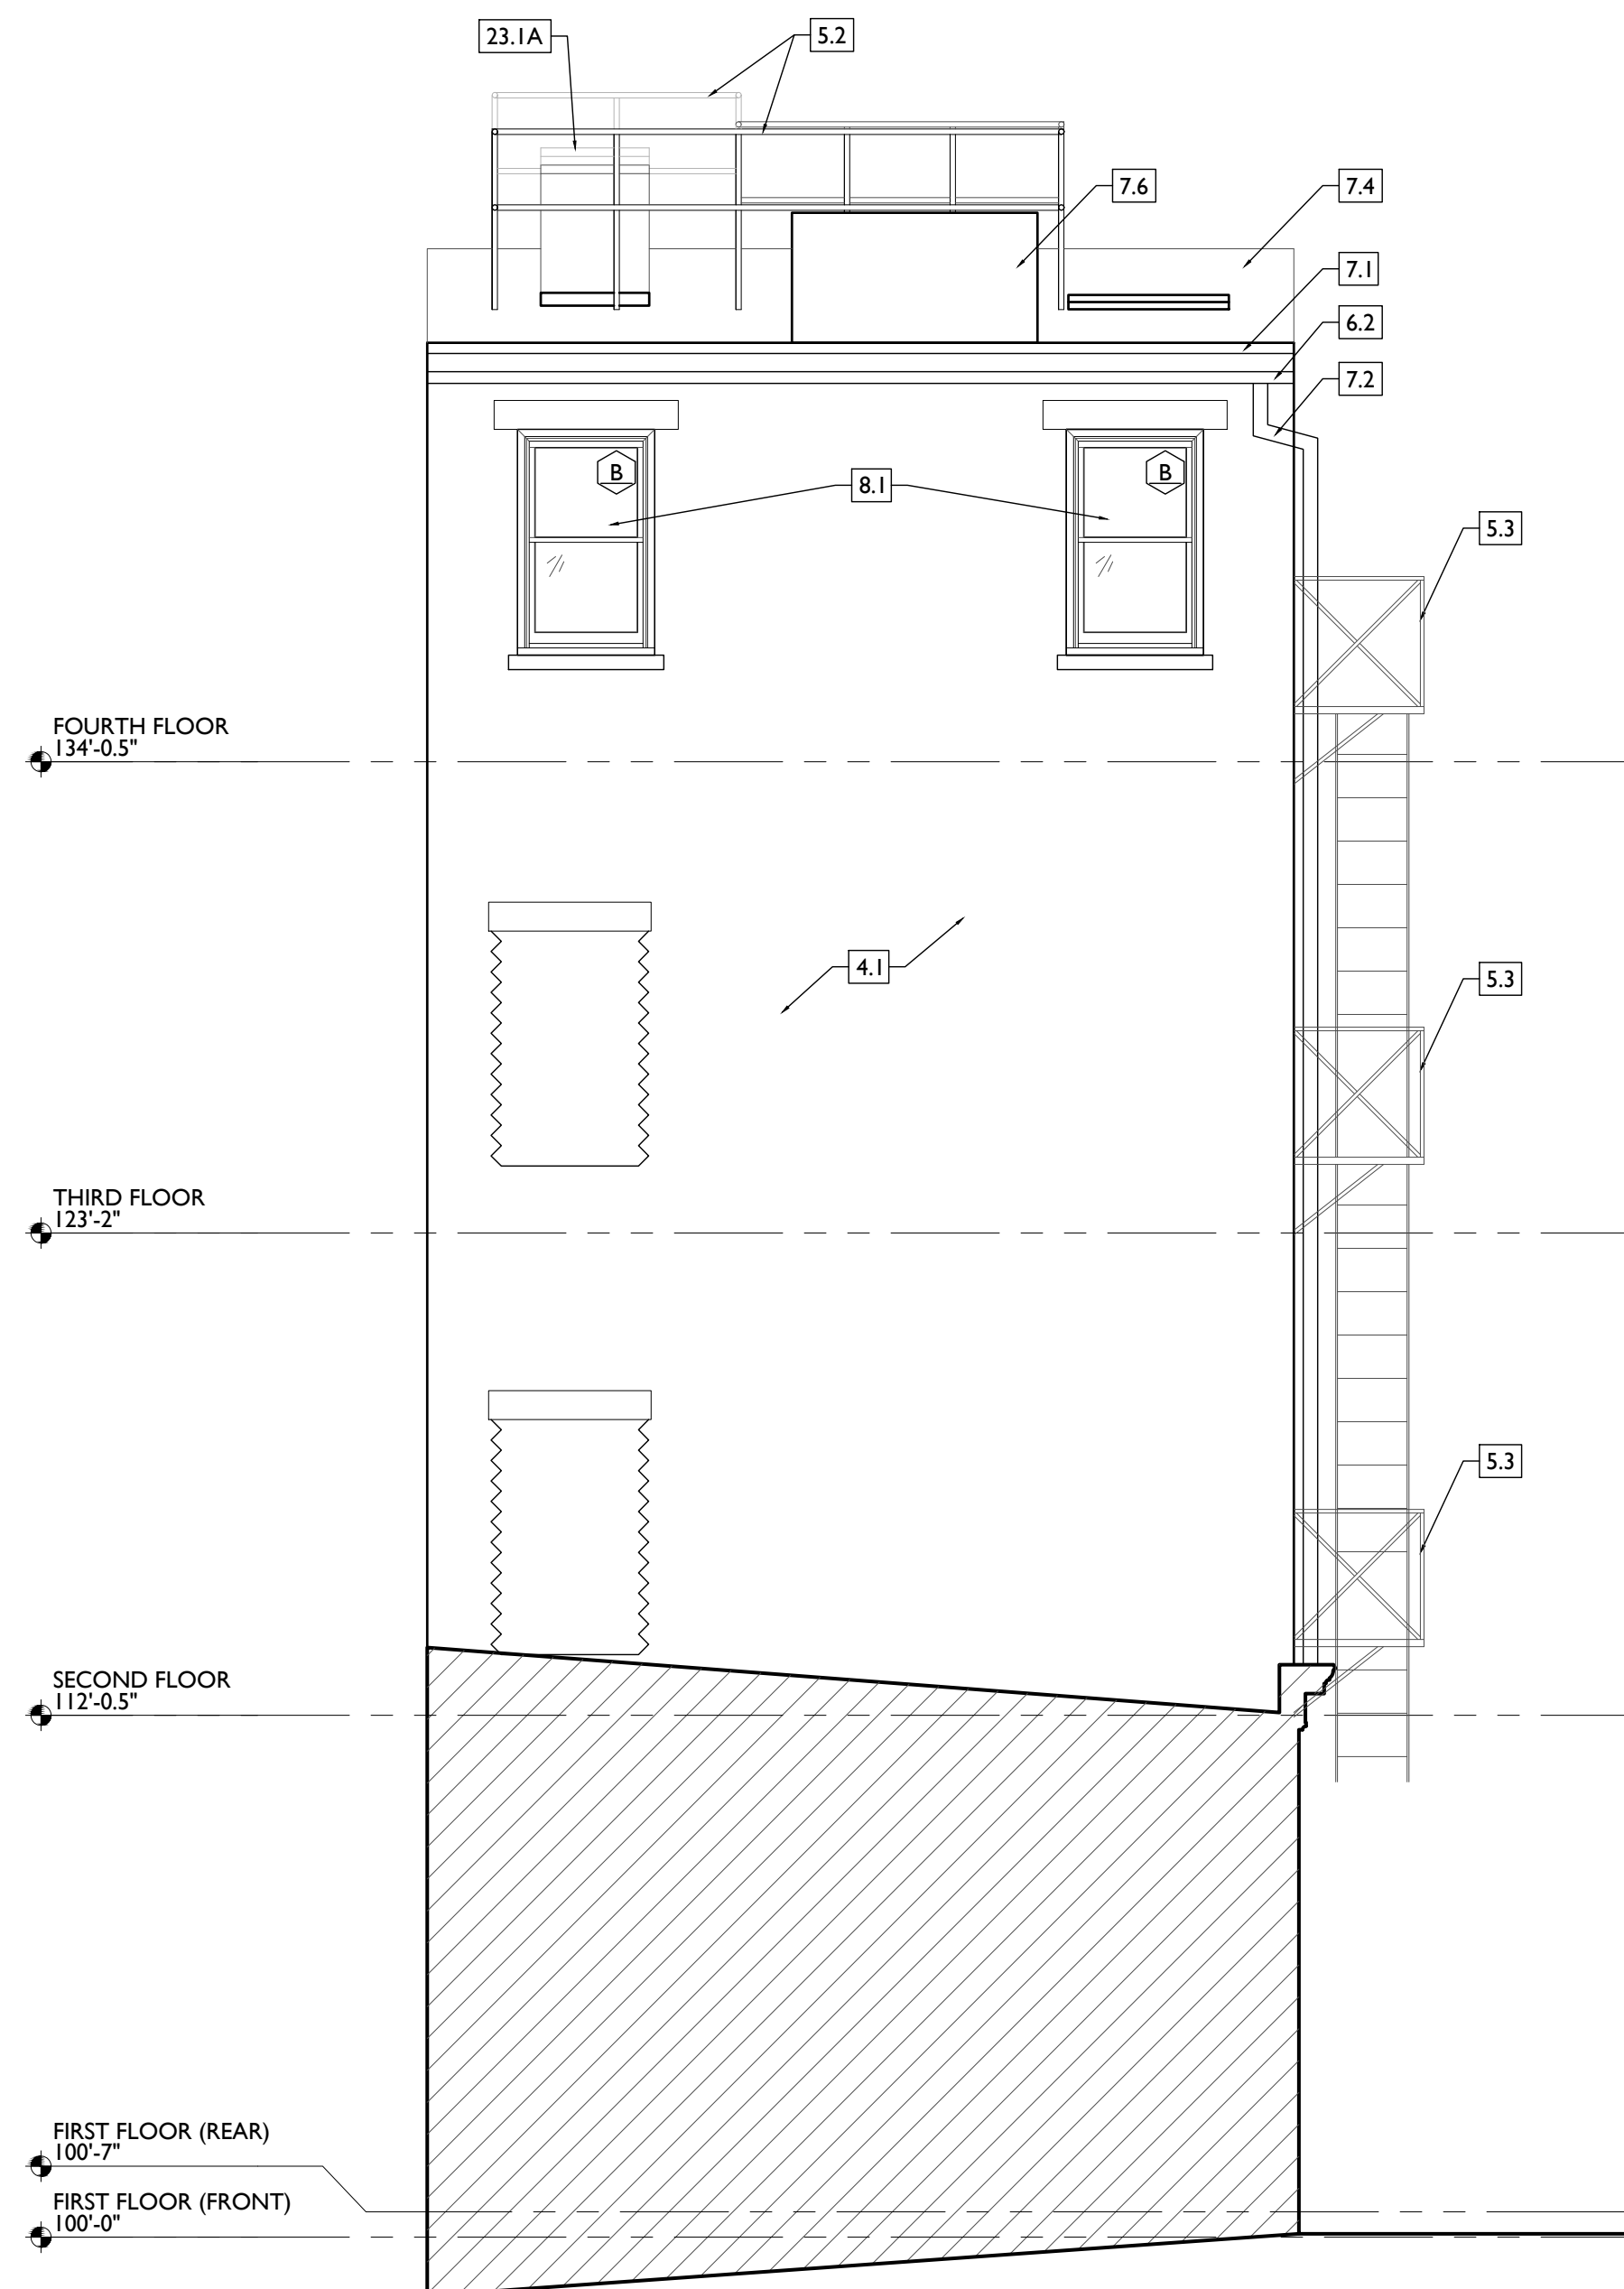 23.1A
5.2
7.6
7.4
7.1
6.2
7.2
B
B
8.1
5.3
FOURTH FLOOR
134'-0.5"
4.1
5.3
THIRD FLOOR
123'-2"
5.3
SECOND FLOOR
112'-0.5"
FIRST FLOOR (REAR)
100'-7"
FIRST FLOOR (FRONT)
100'-0"